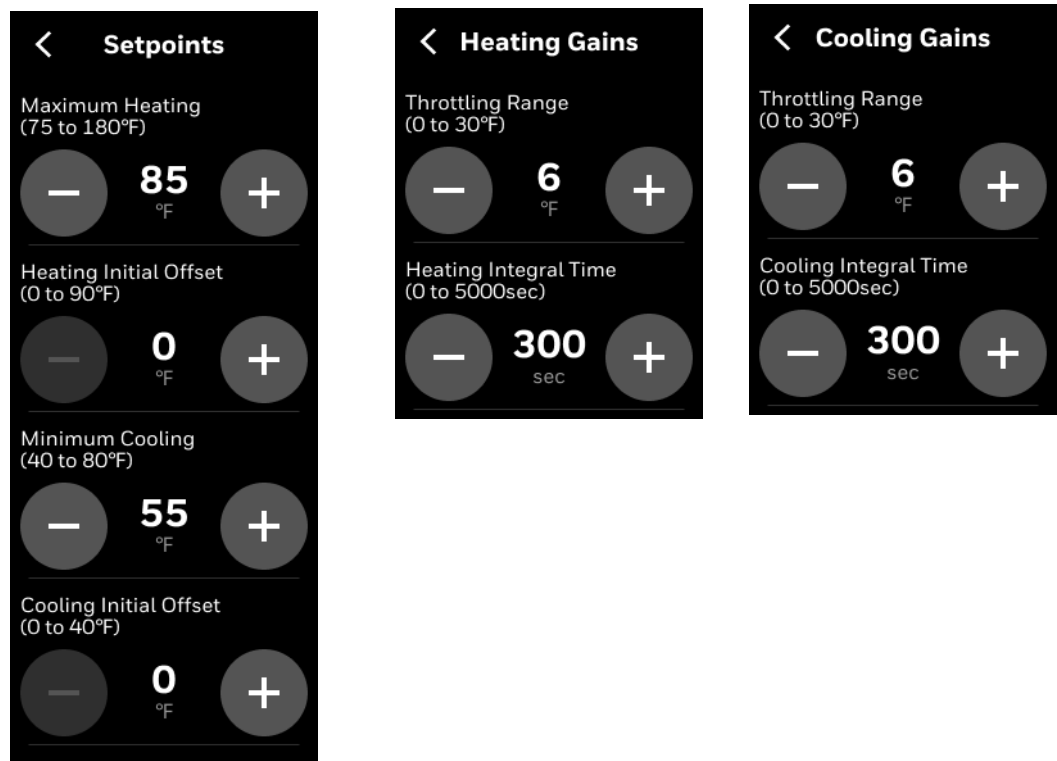 Setpoints
Maximum Heating
(75 to 180°F)
85
°F
Heating Initial Offset
(0 to 90°F)
0
°F
Minimum Cooling
(40 to 80°F)
55
°F
Cooling Initial Offset
(0 to 40°F)
0
°F
Heating Gains
Throttling Range
(0 to 30°F)
6
°F
Heating Integral Time
(0 to 5000sec)
300
sec
Cooling Gains
Throttling Range
(0 to 30°F)
6
°F
Cooling Integral Time
(0 to 5000sec)
300
sec